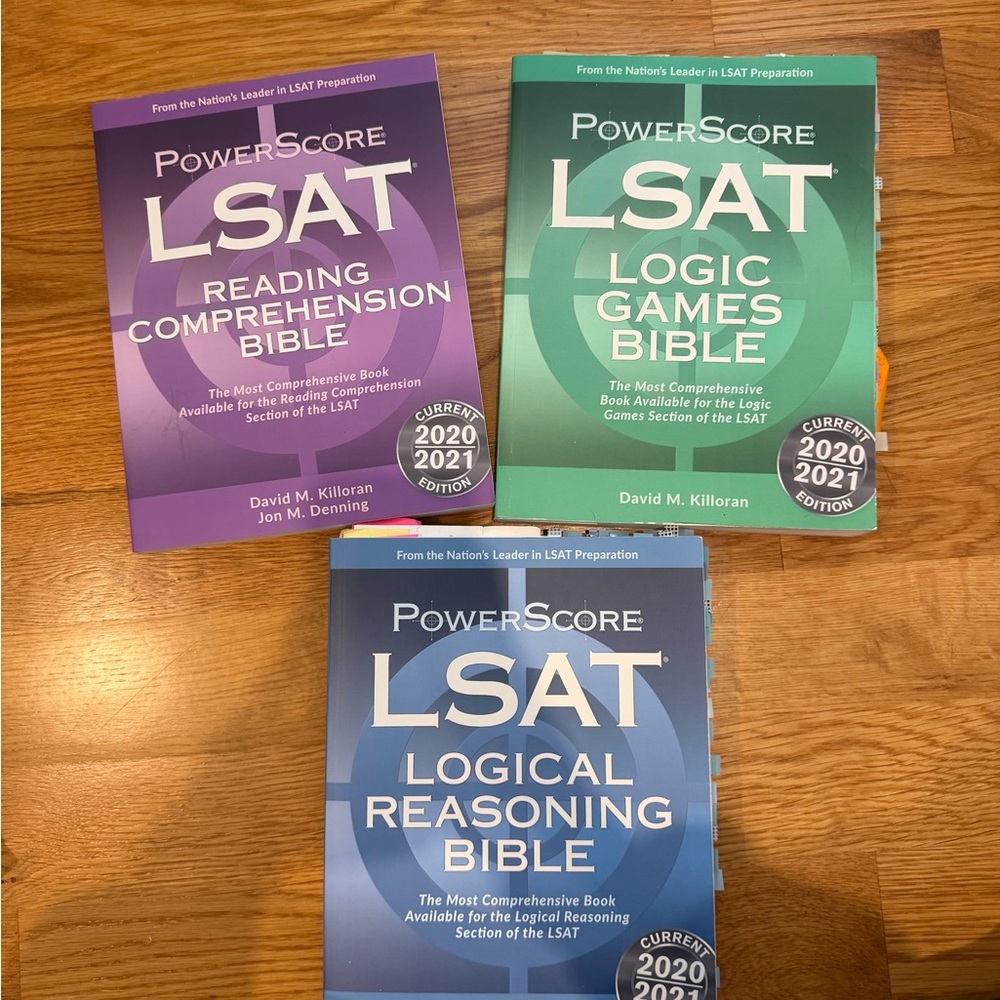 From the Nation's Leader in LSAT Preparation
POWERSCORE®
LSAT®
READING
COMPREHENSION
BIBLE
The Most Comprehensive Book
Available for the Reading Comprehension
Section of the LSAT
CURRENT
2020
2021
EDITION
David M. Killoran
Jon M. Denning
From the Nation's Leader in LSAT Preparation
POWERSCORE®
LSAT®
LOGIC
GAMES
BIBLE
The Most Comprehensive
Book Available for the Logic
Games Section of the LSAT
CURRENT
2020
2021
EDITION
David M. Killoran
From the Nation's Leader in LSAT Preparation
POWERSCORE®
LSAT®
LOGICAL
REASONING
BIBLE
The Most Comprehensive Book
Available for the Logical Reasoning
Section of the LSAT
CURRENT
2020
2021